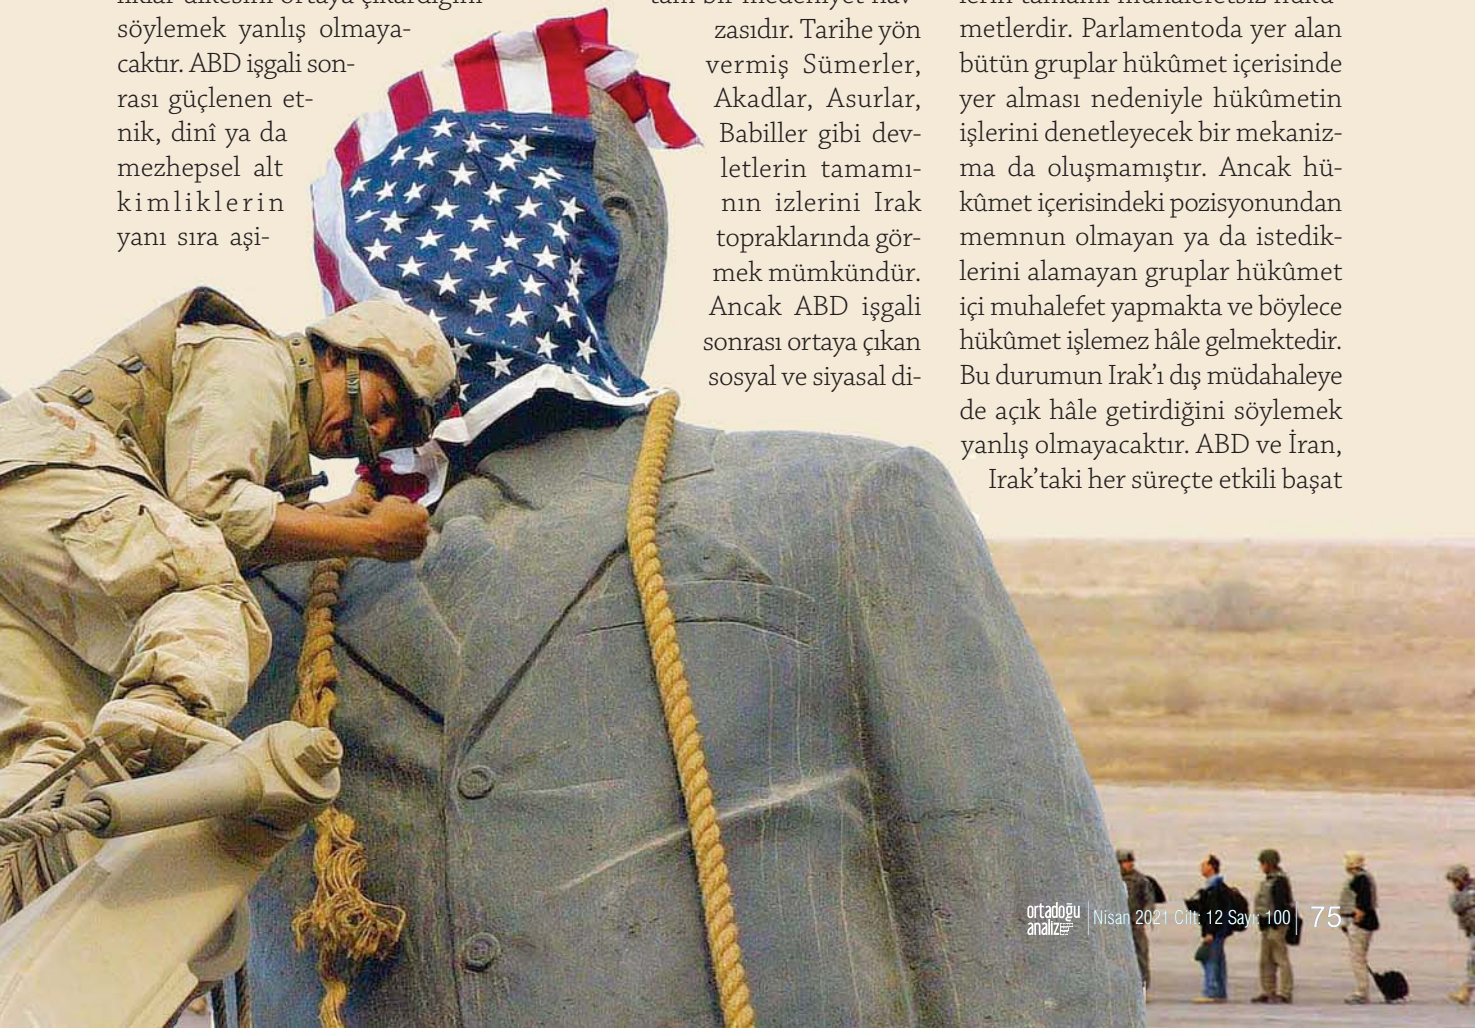 söylemek yanlış olmaya-
caktır. ABD işgali son-
rası güçlenen et-
nik, dinî ya da
mezhepsel alt
kimliklerin
yanı sıra aşi-
zasıdır. Tarihe yön
vermiş Sümerler,
Akadlar, Asurlar,
Babiller gibi dev-
letlerin tamamı-
nın izlerini Irak
topraklarında gör-
mek mümkündür.
Ancak ABD işgali
sonrası ortaya çıkan
sosyal ve siyasal di-
metlerdir. Parlamentoda yer alan
bütün gruplar hükûmet içerisinde
yer alması nedeniyle hükûmetin
işlerini denetleyecek bir mekaniz-
ma da oluşmamıştır. Ancak hü-
kûmet içerisindeki pozisyonundan
memnun olmayan ya da istedik-
lerini alamayan gruplar hükûmet
içi muhalefet yapmakta ve böylece
hükûmet işlemez hâle gelmektedir.
Bu durumun Irak’ı dış müdahaleye
de açık hâle getirdiğini söylemek
yanlış olmayacaktır. ABD ve İran,
Irak’taki her süreçte etkili başat
ortadoğu
analiz
Nisan 2021 Cilt: 12 Sayı: 100
75